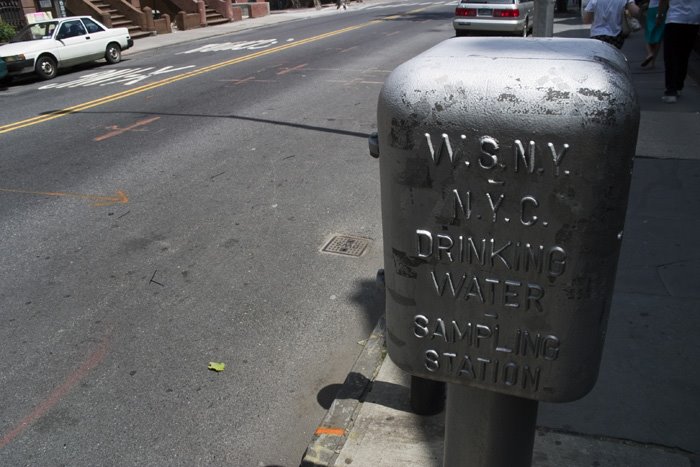 W.S.N.Y.
-
N.Y.C.
DRINKING
WATER
-
SAMPLING
STATION